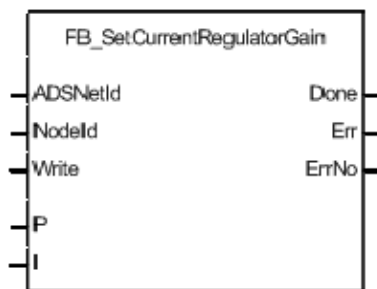 FB_SetCurrentRegulatorGain
ADSNetId Done
NodeId Err
Write ErrNo
P
I